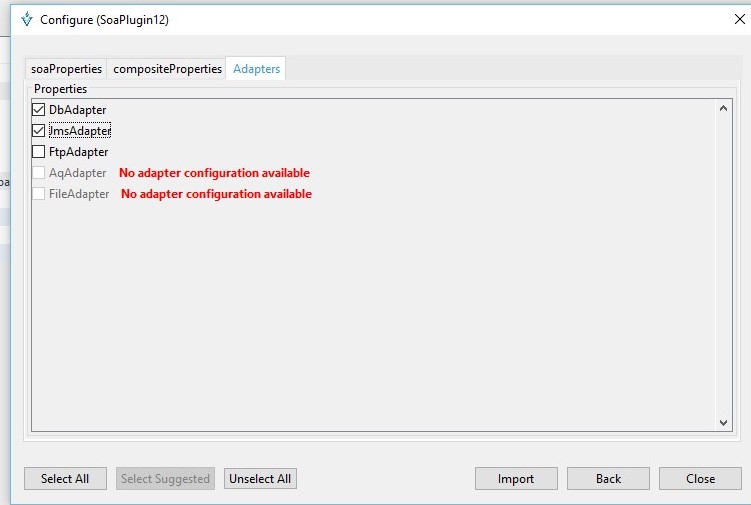 Configure (SoaPlugin12)
soaProperties compositeProperties Adapters
Properties
DbAdapter
JmsAdapter
FtpAdapter
AqAdapter No adapter configuration available
FileAdapter No adapter configuration available
Select All Select Suggested Unselect All Import Back Close